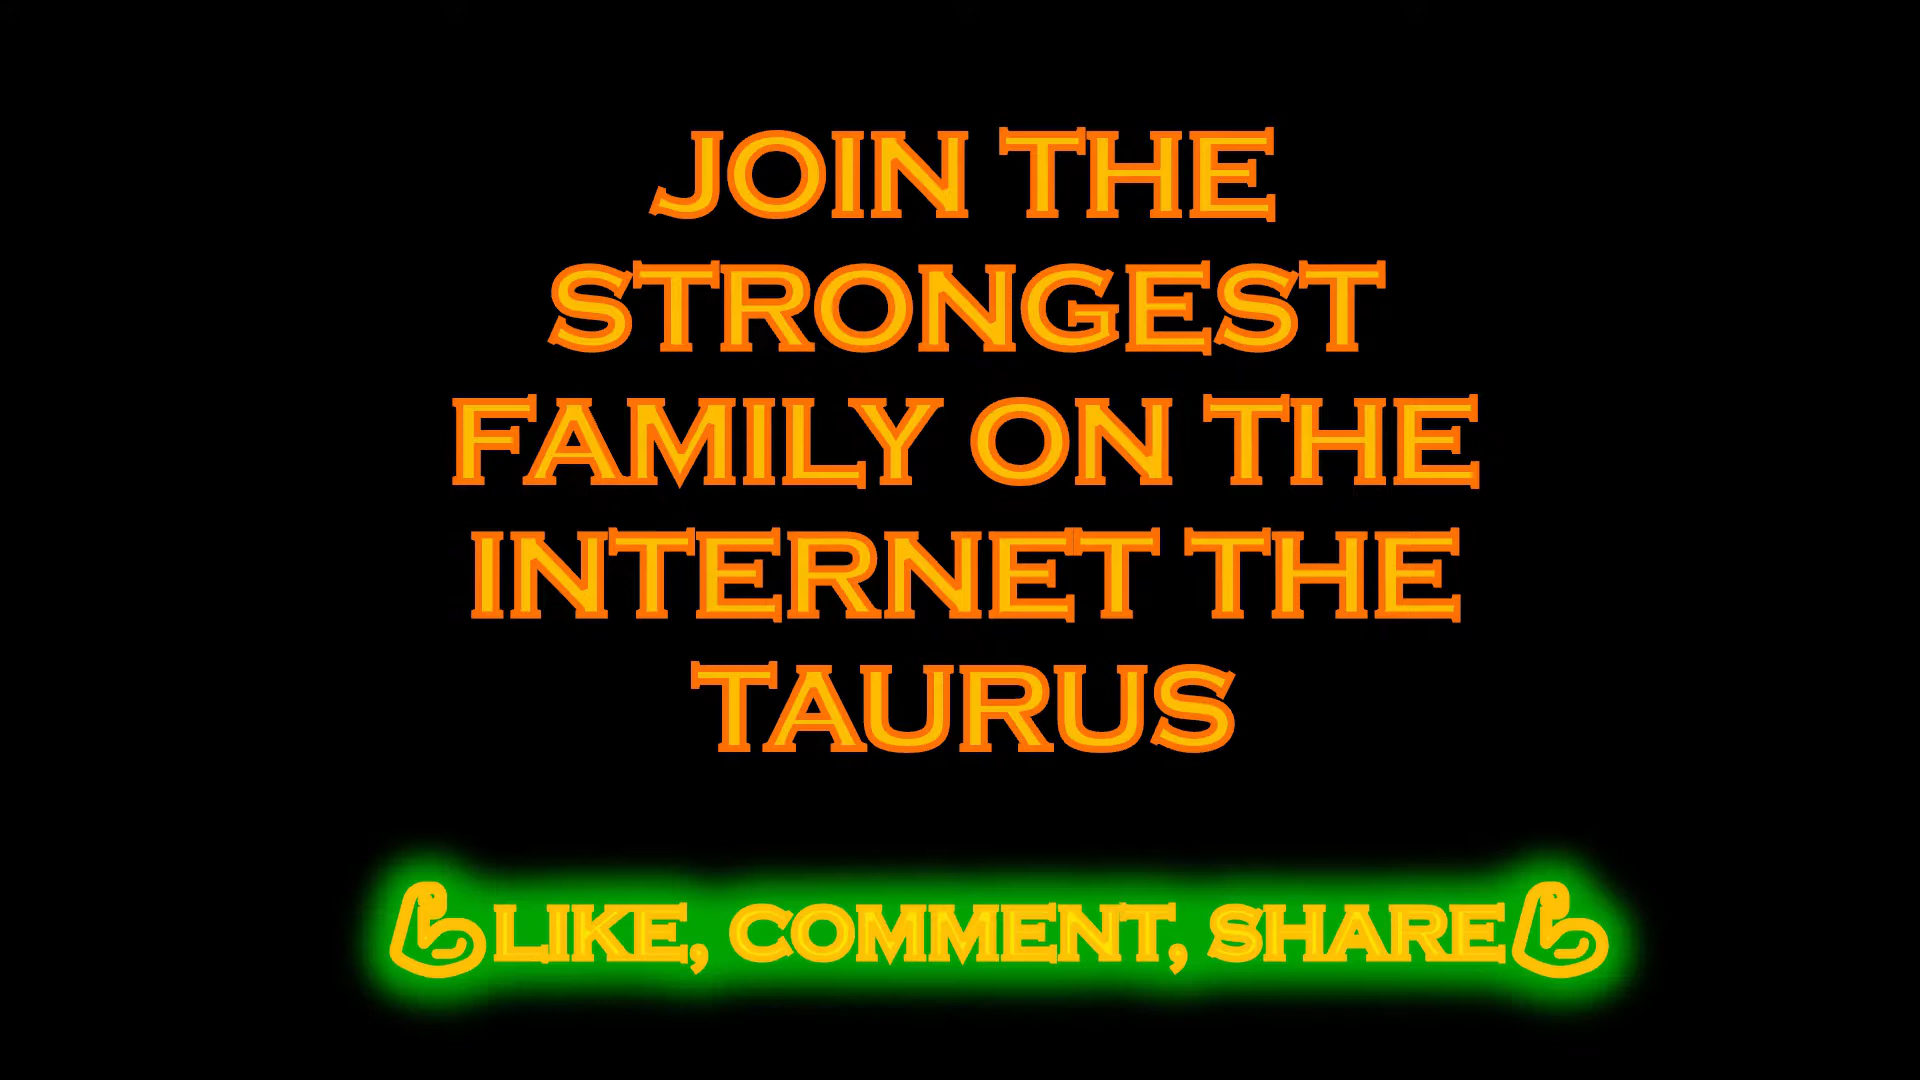 JOIN THE
STRONGEST
FAMILY ON THE
INTERNET THE
TAURUS
💪LIKE, COMMENT, SHARE💪